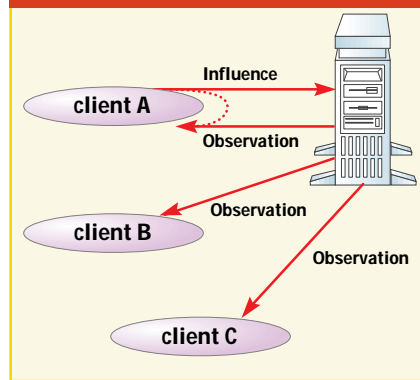 Influence
client A
Observation
Observation
client B
Observation
client C